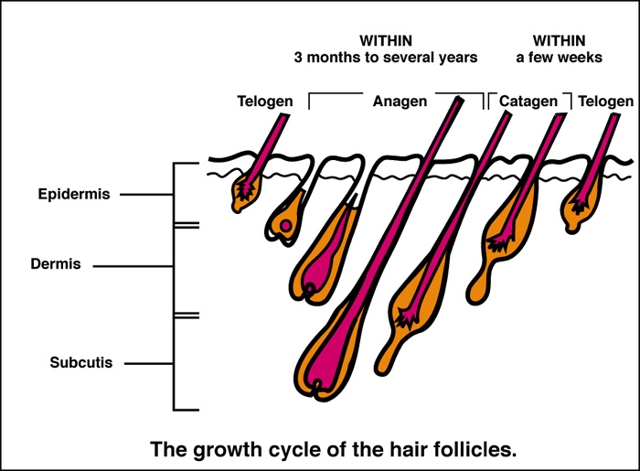 WITHIN
3 months to several years
WITHIN
a few weeks
Telogen
Anagen
Catagen
Telogen
Epidermis
Dermis
Subcutis
The growth cycle of the hair follicles.